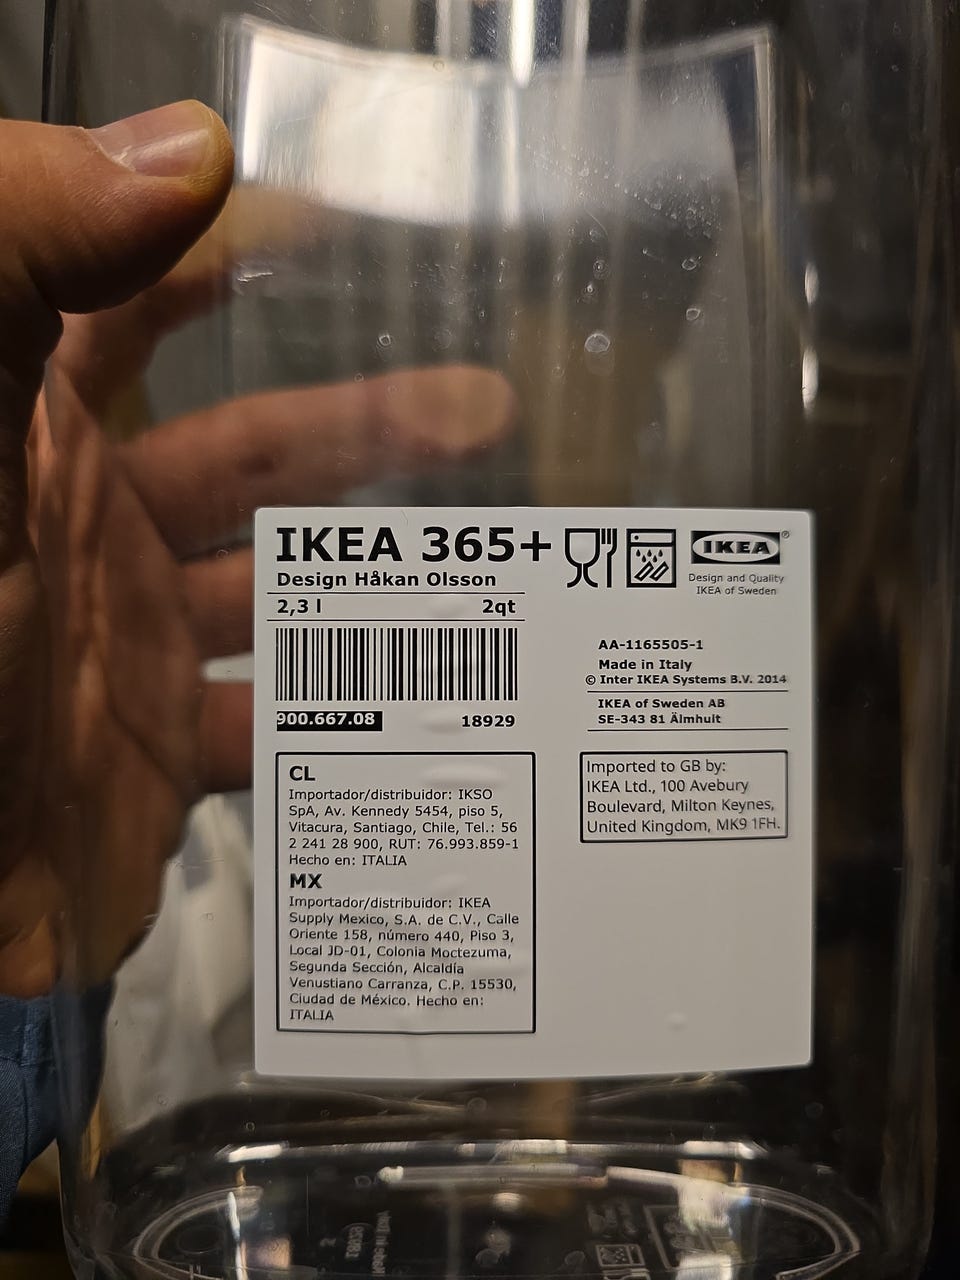 IKEA 365+
Design Håkan Olsson
2,3 l 2qt
900.667.08 18929
IKEA
®
Design and Quality
IKEA of Sweden
AA-1165505-1
Made in Italy
© Inter IKEA Systems B.V. 2014
IKEA of Sweden AB
SE-343 81 Älmhult
CL
Importador/distribuidor: IKSO
SpA, Av. Kennedy 5454, piso 5,
Vitacura, Santiago, Chile, Tel.: 56
2 241 28 900, RUT: 76.993.859-1
Hecho en: ITALIA
MX
Importador/distribuidor: IKEA
Supply Mexico, S.A. de C.V., Calle
Oriente 158, número 440, Piso 3,
Local JD-01, Colonia Moctezuma,
Segunda Sección, Alcaldía
Venustiano Carranza, C.P. 15530,
Ciudad de México. Hecho en:
ITALIA
Imported to GB by:
IKEA Ltd., 100 Avebury
Boulevard, Milton Keynes,
United Kingdom, MK9 1FH.